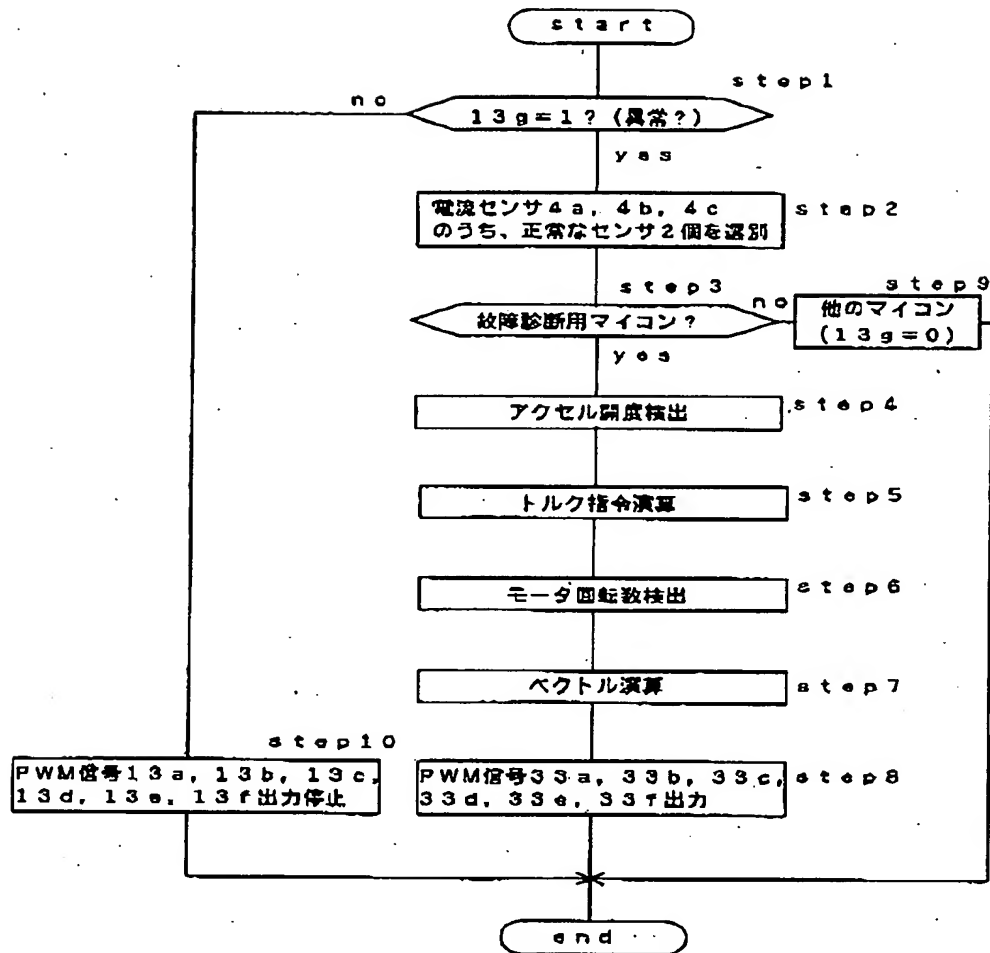 start
step1
no
13g=1?(異常?)
yes
電流センサ4a, 4b, 4c
のうち、正常なセンサ2個を選別
step2
step3
故障診断用マイコン?
no
step9
他のマイコン
(13g=0)
yes
アクセル開度検出
step4
トルク指令演算
step5
モータ回転数検出
step6
ベクトル演算
step7
step10
PWM信号13a, 13b, 13c,
13d, 13e, 13f出力停止
PWM信号33a, 33b, 33c,
33d, 33e, 33f出力
step8
end